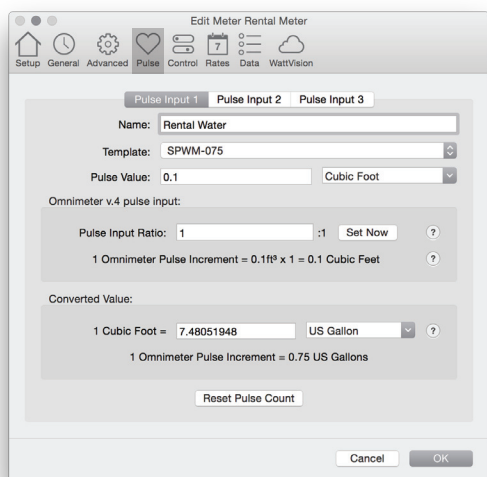 Edit Meter Rental Meter
7
Setup General Advanced Pulse Control Rates Data WattVision
Pulse Input 1 Pulse Input 2 Pulse Input 3
Name: Rental Water
Template: SPWM-075
Pulse Value: 0.1 Cubic Foot
Omnimeter v.4 pulse input:
Pulse Input Ratio: 1 :1 Set Now ?
1 Omnimeter Pulse Increment = 0.1ft³ x 1 = 0.1 Cubic Feet ?
Converted Value:
1 Cubic Foot = 7.48051948 US Gallon ?
1 Omnimeter Pulse Increment = 0.75 US Gallons
Reset Pulse Count
Cancel OK